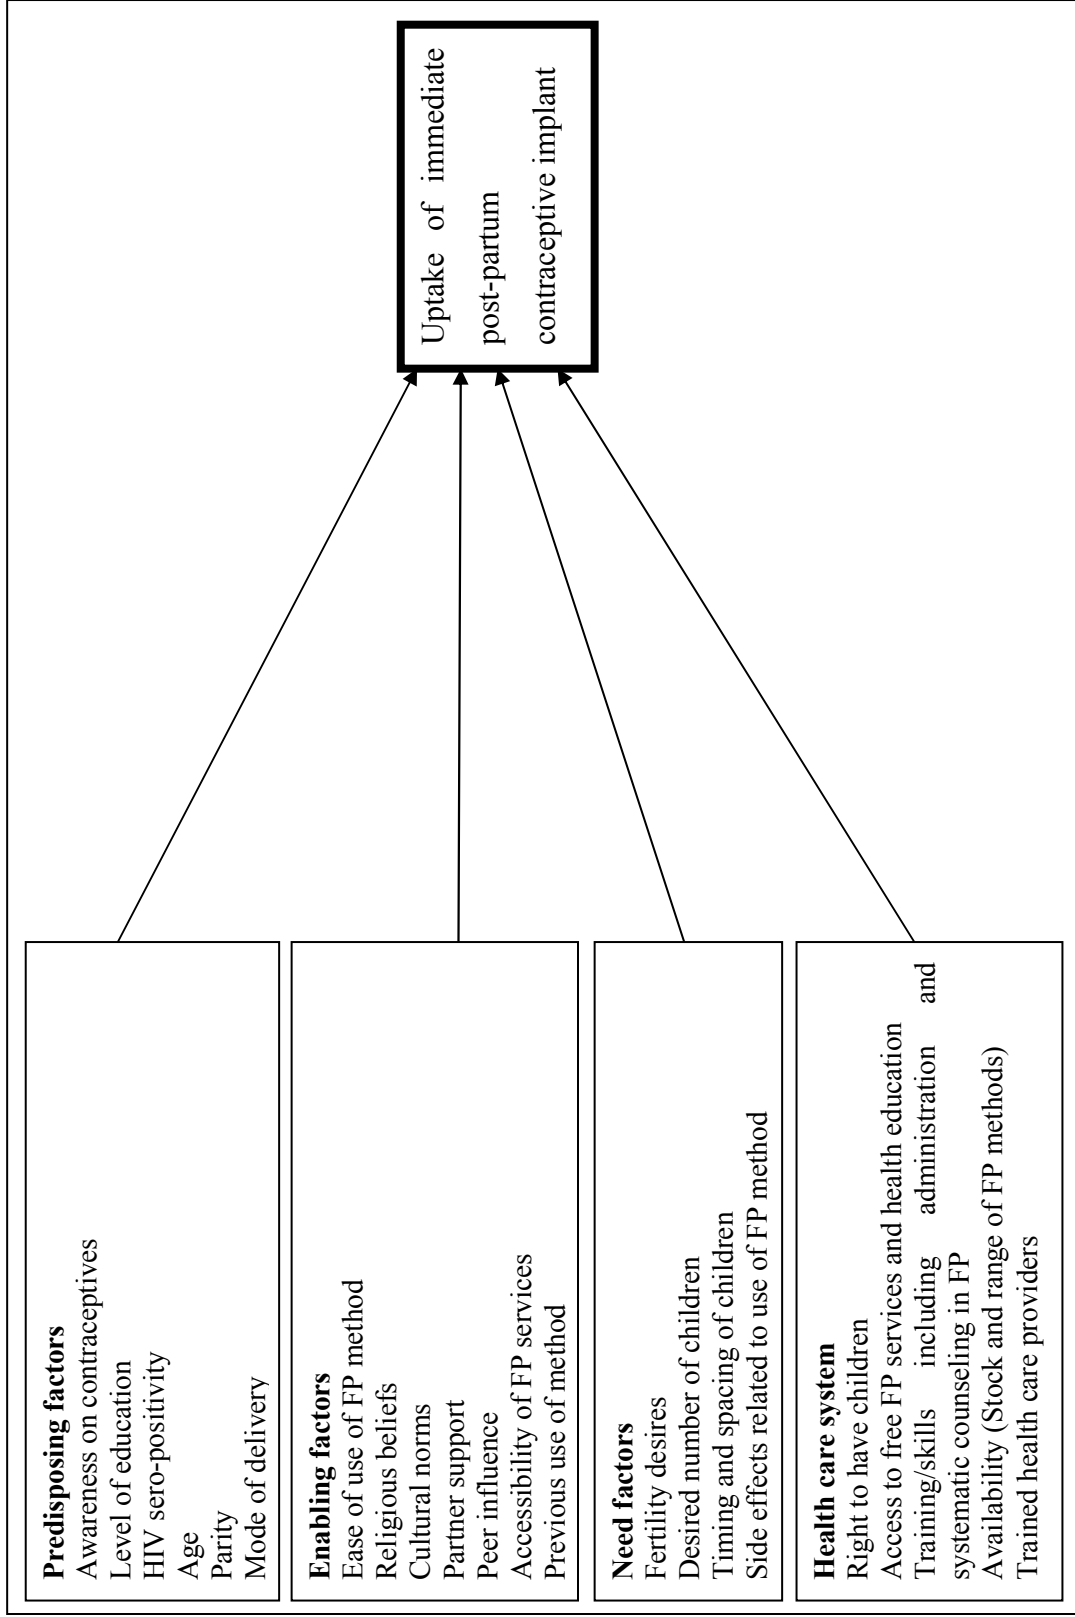 Predisposing factors
Awareness on contraceptives
Level of education
HIV sero-positivity
Age
Parity
Mode of delivery
Enabling factors
Ease of use of FP method
Religious beliefs
Cultural norms
Partner support
Peer influence
Accessibility of FP services
Previous use of method
Need factors
Fertility desires
Desired number of children
Timing and spacing of children
Side effects related to use of FP method
Health care system
Right to have children
Access to free FP services and health education
Training/skills including administration and
systematic counseling in FP
Availability (Stock and range of FP methods)
Trained health care providers
Uptake of immediate
post-partum
contraceptive implant